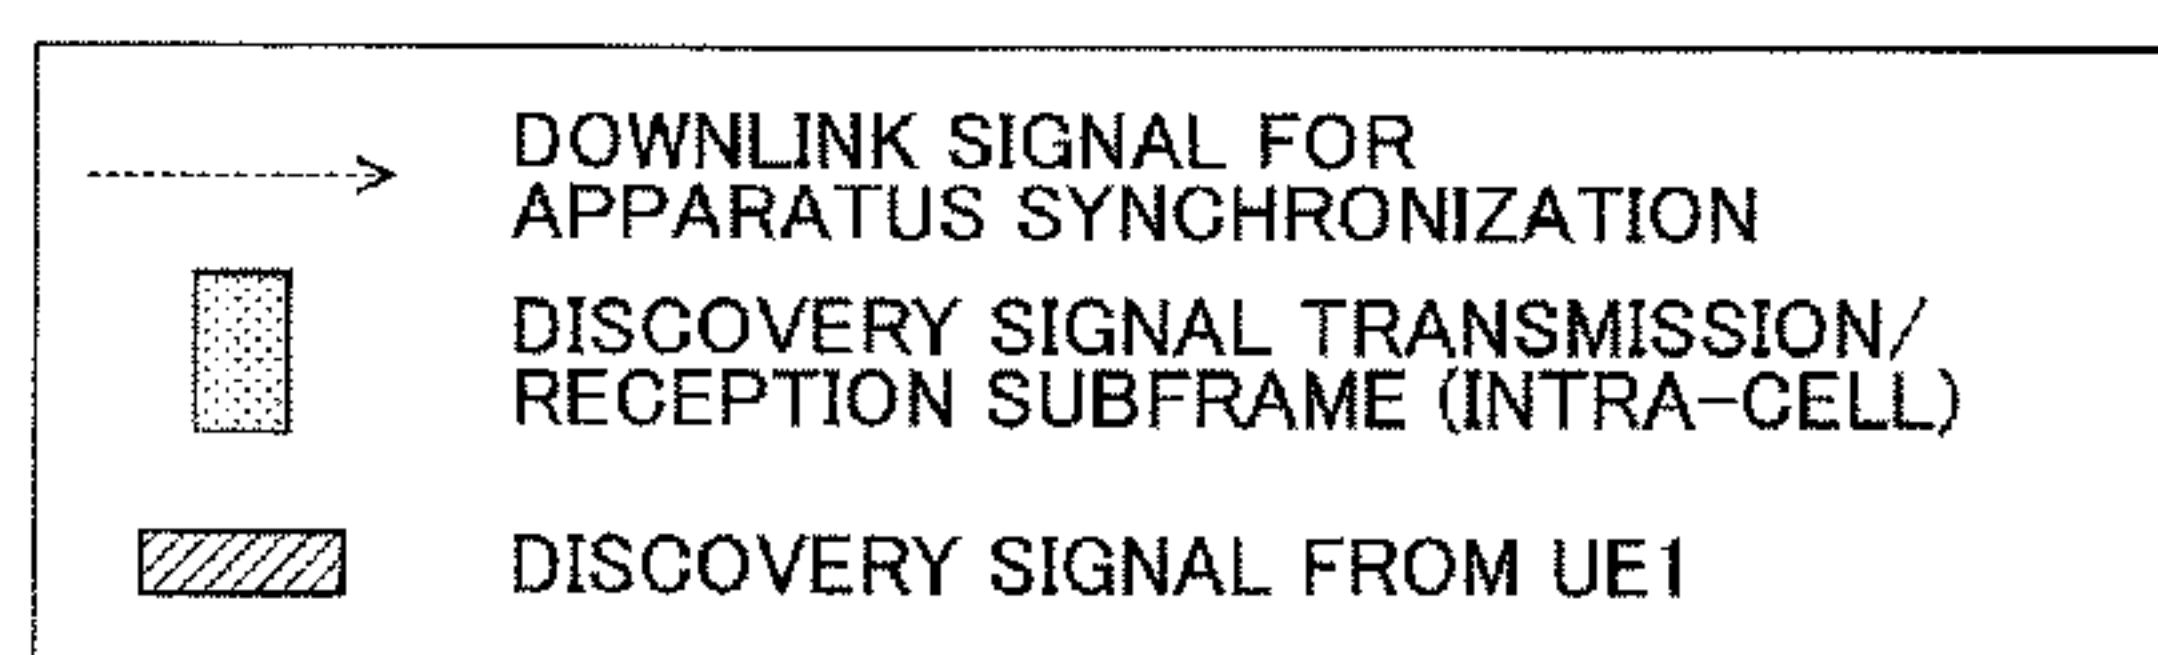 DOWNLINK SIGNAL FOR
APPARATUS SYNCHRONIZATION
DISCOVERY SIGNAL TRANSMISSION/
RECEPTION SUBFRAME (INTRA-CELL)
DISCOVERY SIGNAL FROM UE1